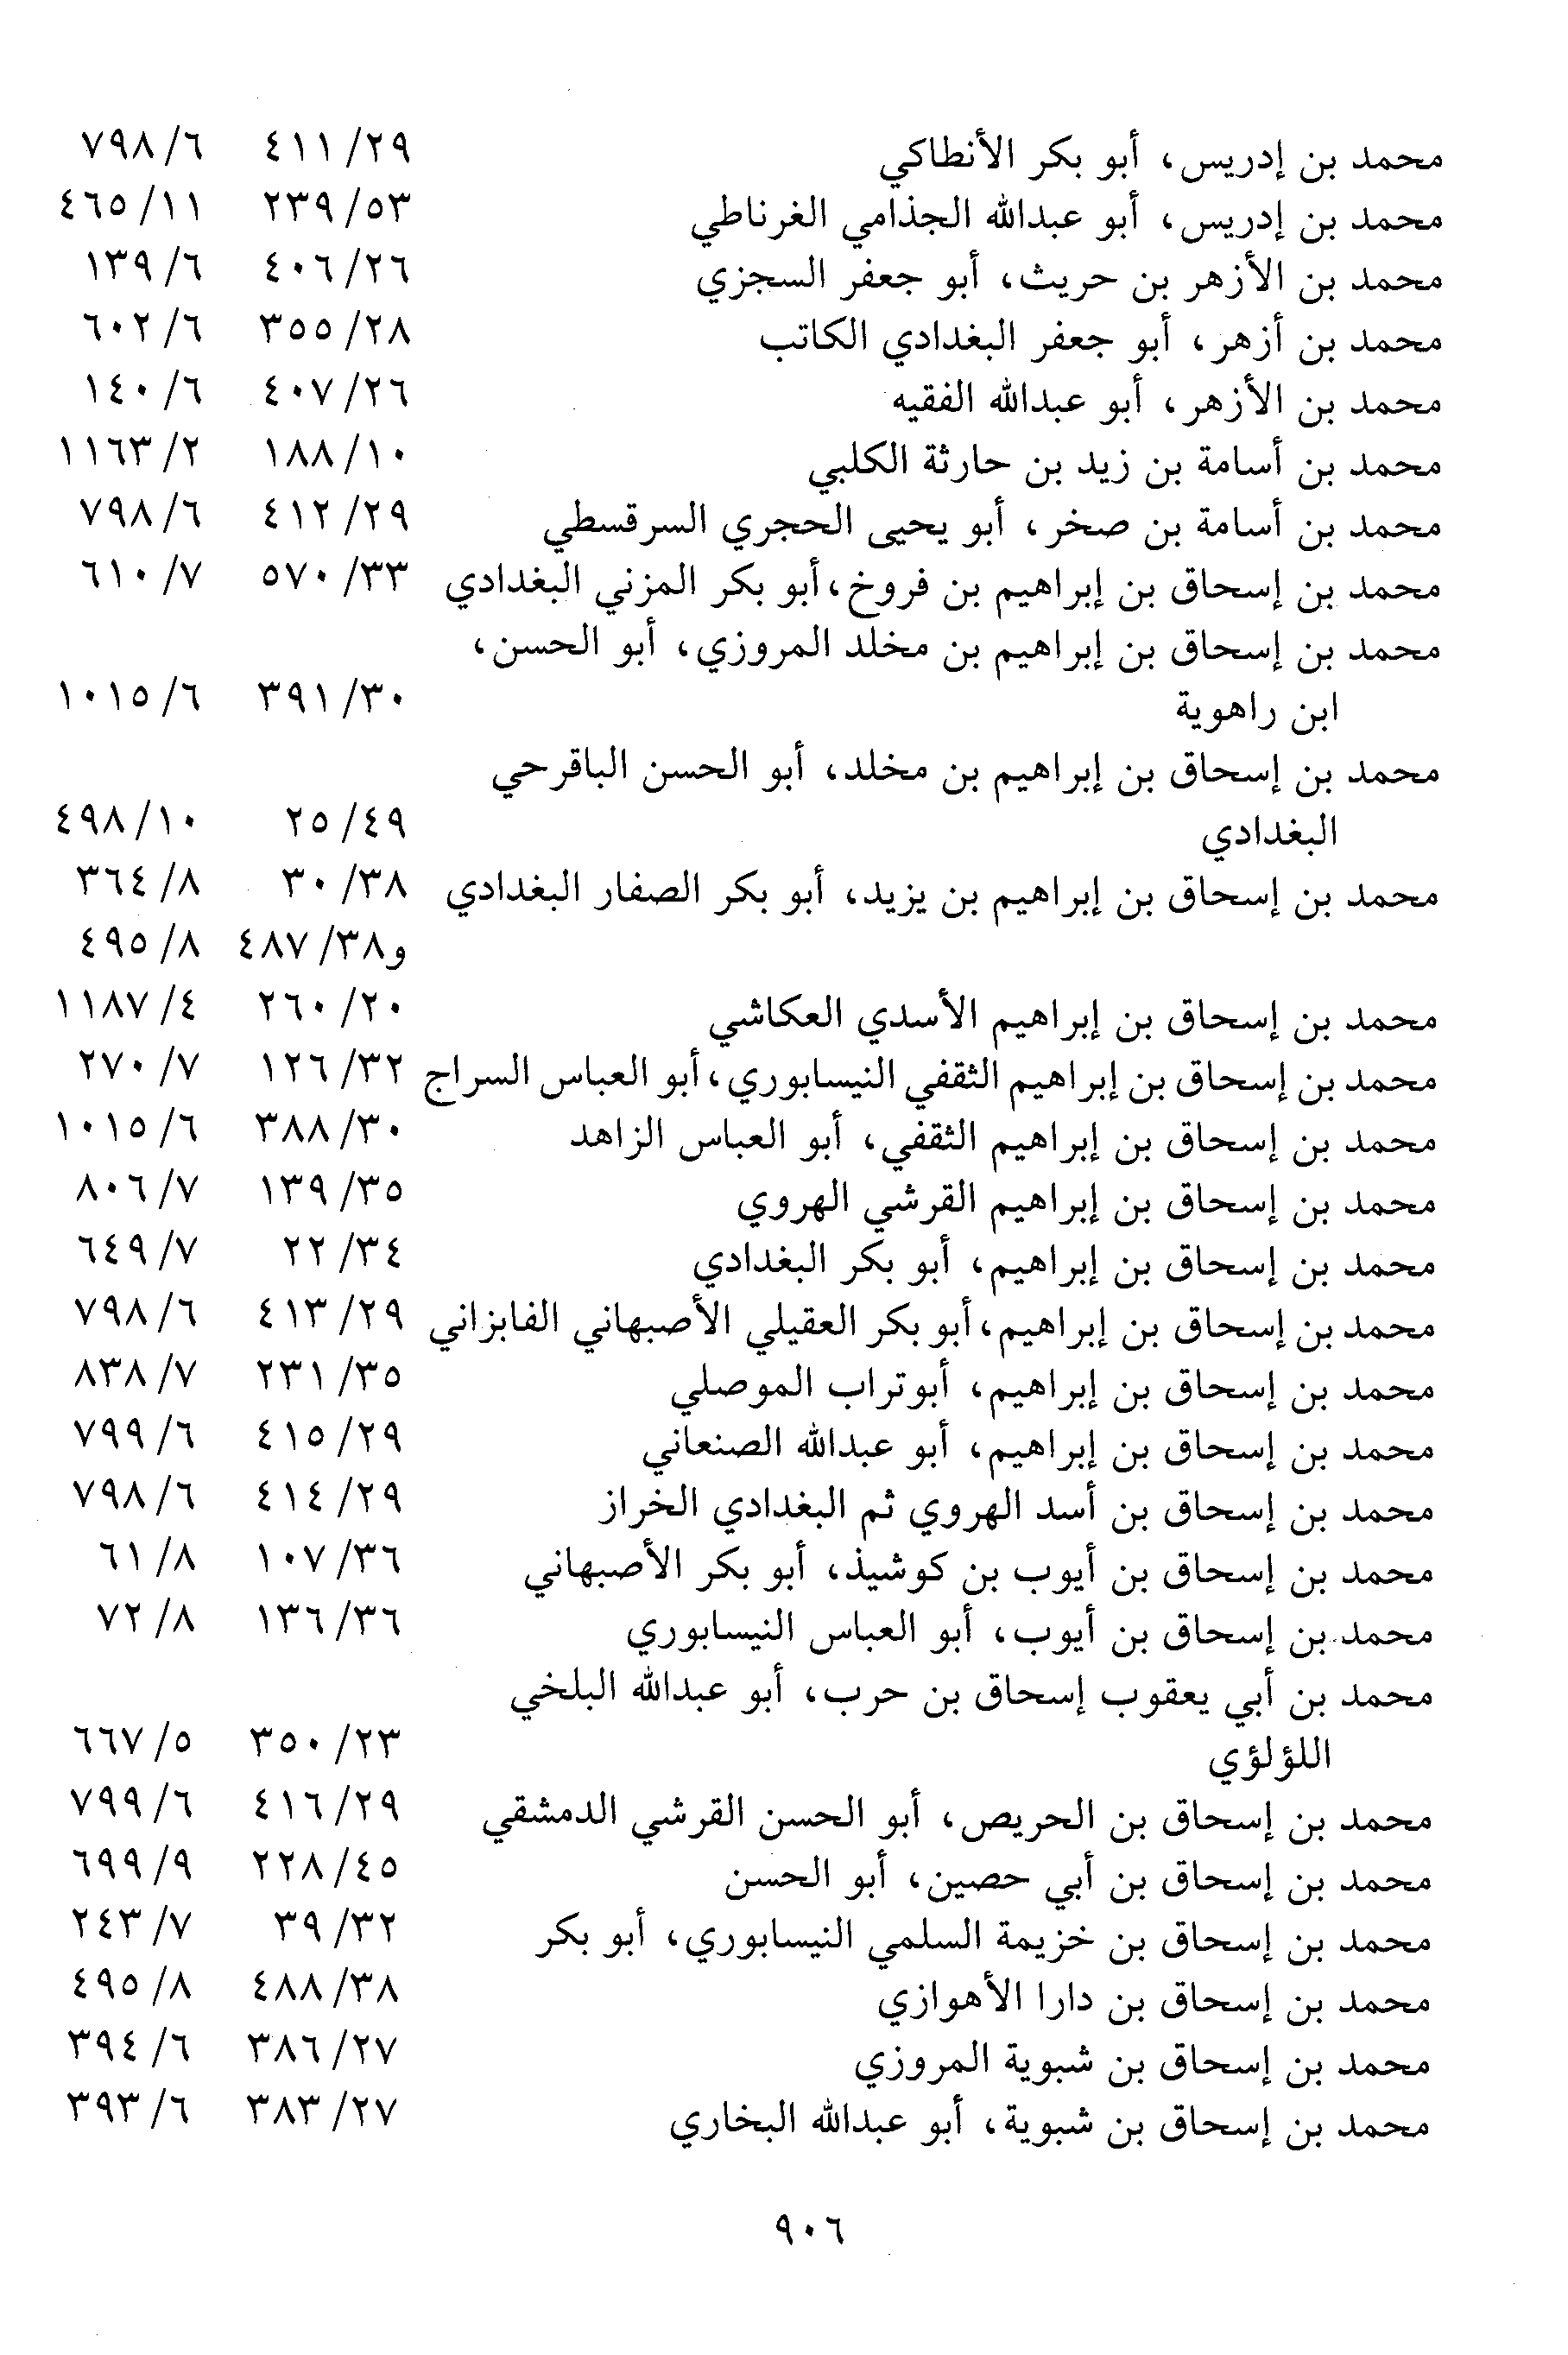 محمد بن إدريس، أبو بكر الأنطاكي ٤١١/٢٩ ٧٩٨/٦
محمد بن إدريس، أبو عبدالله الجذامي الغرناطي ٢٣٩/٥٣ ٤٦٥/١١
محمد بن الأزهر بن حريث، أبو جعفر السجزي ٤٠٦/٢٦ ١٣٩/٦
محمد بن أزهر، أبو جعفر البغدادي الكاتب ٣٥٥/٢٨ ٦٠٢/٦
محمد بن الأزهر، أبو عبدالله الفقيه ٤٠٧/٢٦ ١٤٠/٦
محمد بن أسامة بن زيد بن حارثة الكلبي ١٨٨/١٠ ١١٦٣/٢
محمد بن أسامة بن صخر، أبو يحيى الحجري السرقسطي ٤١٢/٢٩ ٧٩٨/٦
محمد بن إسحاق بن إبراهيم بن فروخ، أبو بكر المزني البغدادي ٥٧٠/٣٣ ٦١٠/٧
محمد بن إسحاق بن إبراهيم بن مخلد المروزي، أبو الحسن،
ابن راهوية ٣٩١/٣٠ ١٠١٥/٦
محمد بن إسحاق بن إبراهيم بن مخلد، أبو الحسن الباقرحي
البغدادي ٢٥/٤٩ ٤٩٨/١٠
محمد بن إسحاق بن إبراهيم بن يزيد، أبو بكر الصفار البغدادي ٣٠/٣٨ ٣٦٤/٨
و٤٨٧/٣٨ ٤٩٥/٨
محمد بن إسحاق بن إبراهيم الأسدي العكاشي ٢٦٠/٢٠ ١١٨٧/٤
محمد بن إسحاق بن إبراهيم الثقفي النيسابوري، أبو العباس السراج ١٢٦/٣٢ ٢٧٠/٧
محمد بن إسحاق بن إبراهيم الثقفي، أبو العباس الزاهد ٣٨٨/٣٠ ١٠١٥/٦
محمد بن إسحاق بن إبراهيم القرشي الهروي ١٣٩/٣٥ ٨٠٦/٧
محمد بن إسحاق بن إبراهيم، أبو بكر البغدادي ٢٢/٣٤ ٦٤٩/٧
محمد بن إسحاق بن إبراهيم، أبو بكر العقيلي الأصبهاني الفابزاني ٤١٣/٢٩ ٧٩٨/٦
محمد بن إسحاق بن إبراهيم، أبوتراب الموصلي ٢٣١/٣٥ ٨٣٨/٧
محمد بن إسحاق بن إبراهيم، أبو عبدالله الصنعاني ٤١٥/٢٩ ٧٩٩/٦
محمد بن إسحاق بن أسد الهروي ثم البغدادي الخراز ٤١٤/٢٩ ٧٩٨/٦
محمد بن إسحاق بن أيوب بن كوشيذ، أبو بكر الأصبهاني ١٠٧/٣٦ ٦١/٨
محمد بن إسحاق بن أيوب، أبو العباس النيسابوري ١٣٦/٣٦ ٧٢/٨
محمد بن أبي يعقوب إسحاق بن حرب، أبو عبدالله البلخي
اللؤلؤي ٣٥٠/٢٣ ٦٦٧/٥
محمد بن إسحاق بن الحريص، أبو الحسن القرشي الدمشقي ٤١٦/٢٩ ٧٩٩/٦
محمد بن إسحاق بن أبي حصين، أبو الحسن ٢٢٨/٤٥ ٦٩٩/٩
محمد بن إسحاق بن خزيمة السلمي النيسابوري، أبو بكر ٣٩/٣٢ ٢٤٣/٧
محمد بن إسحاق بن دارا الأهوازي ٤٨٨/٣٨ ٤٩٥/٨
محمد بن إسحاق بن شبوية المروزي ٣٨٦/٢٧ ٣٩٤/٦
محمد بن إسحاق بن شبوية، أبو عبدالله البخاري ٣٨٣/٢٧ ٣٩٣/٦
٩٠٦